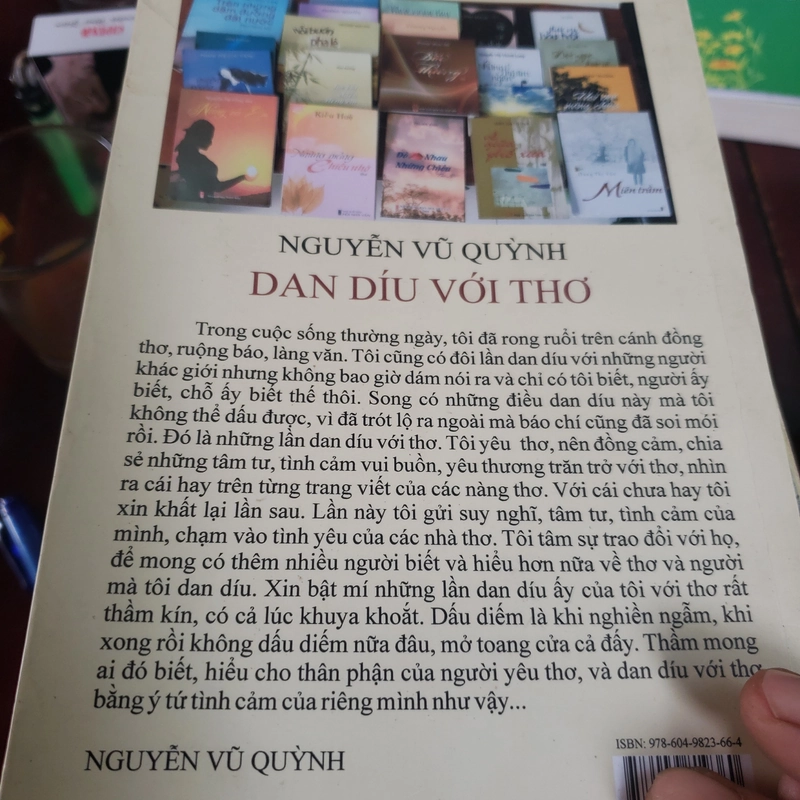 Kiều Huệ
Miên trầm
NGUYỄN VŨ QUỲNH
DAN DÍU VỚI THƠ
Trong cuộc sống thường ngày, tôi đã rong ruổi trên cánh đồng
thơ, ruộng báo, làng văn. Tôi cũng có đôi lần dan díu với những người
khác giới nhưng không bao giờ dám nói ra và chỉ có tôi biết, người ấy
biết, chỗ ấy biết thế thôi. Song có những điều dan díu này mà tôi
không thể dấu được, vì đã trót lộ ra ngoài mà báo chí cũng đã soi mói
rồi. Đó là những lần dan díu với thơ. Tôi yêu thơ, nên đồng cảm, chia
sẻ những tâm tư, tình cảm vui buồn, yêu thương trăn trở với thơ, nhìn
ra cái hay trên từng trang viết của các nàng thơ. Với cái chưa hay tôi
xin khất lại lần sau. Lần này tôi gửi suy nghĩ, tâm tư, tình cảm của
mình, chạm vào tình yêu của các nhà thơ. Tôi tâm sự trao đổi với họ,
để mong có thêm nhiều người biết và hiểu hơn nữa về thơ và người
mà tôi dan díu. Xin bật mí những lần dan díu ấy của tôi với thơ rất
thầm kín, có cả lúc khuya khoắt. Dấu diếm là khi nghiền ngẫm, khi
xong rồi không dấu diếm nữa đâu, mở toang cửa cả đấy. Thầm mong
ai đó biết, hiểu cho thân phận của người yêu thơ, và dan díu với thơ
bằng ý tứ tình cảm của riêng mình như vậy...
NGUYỄN VŨ QUỲNH
ISBN: 978-604-9823-66-4